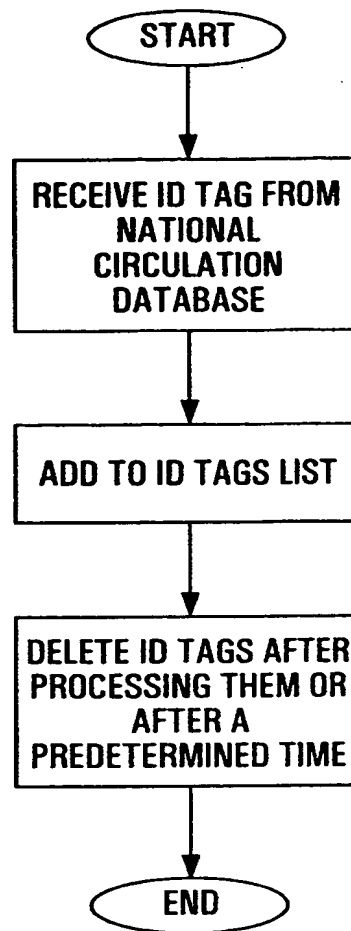 START
RECEIVE ID TAG FROM
NATIONAL
CIRCULATION
DATABASE
ADD TO ID TAGS LIST
DELETE ID TAGS AFTER
PROCESSING THEM OR
AFTER A
PREDETERMINED TIME
END